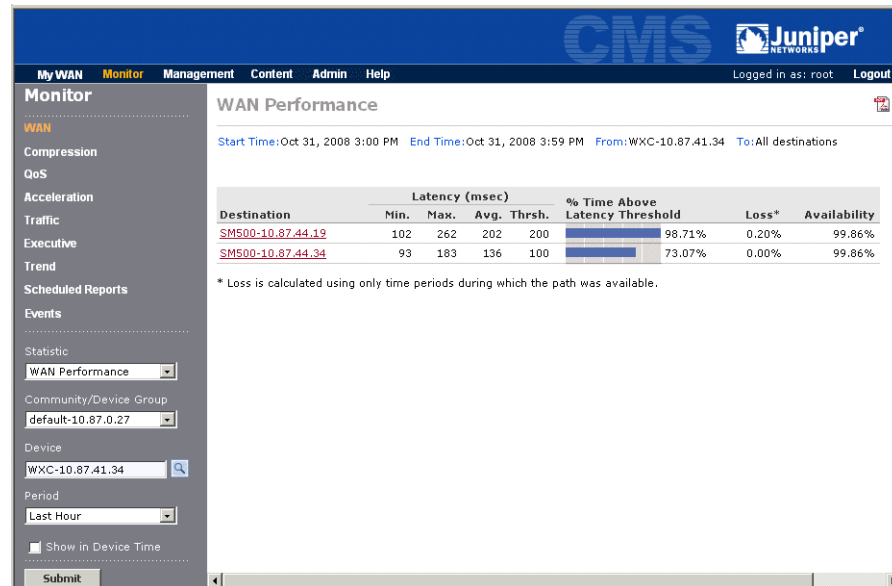 CMS
Juniper®
NETWORKS
My WAN Monitor Management Content Admin Help Logged in as: root Logout
Monitor
WAN
Compression
QoS
Acceleration
Traffic
Executive
Trend
Scheduled Reports
Events
Statistic
WAN Performance
Community/Device Group
default-10.87.0.27
Device
WXC-10.87.41.34
Period
Last Hour
Show in Device Time
Submit
WAN Performance
Start Time:Oct 31, 2008 3:00 PM End Time:Oct 31, 2008 3:59 PM From:WXC-10.87.41.34 To:All destinations
Latency (msec) % Time Above
Destination Min. Max. Avg. Thrsh. Latency Threshold Loss* Availability
SM500-10.87.44.19 102 262 202 200 98.71% 0.20% 99.86%
SM500-10.87.44.34 93 183 136 100 73.07% 0.00% 99.86%
* Loss is calculated using only time periods during which the path was available.